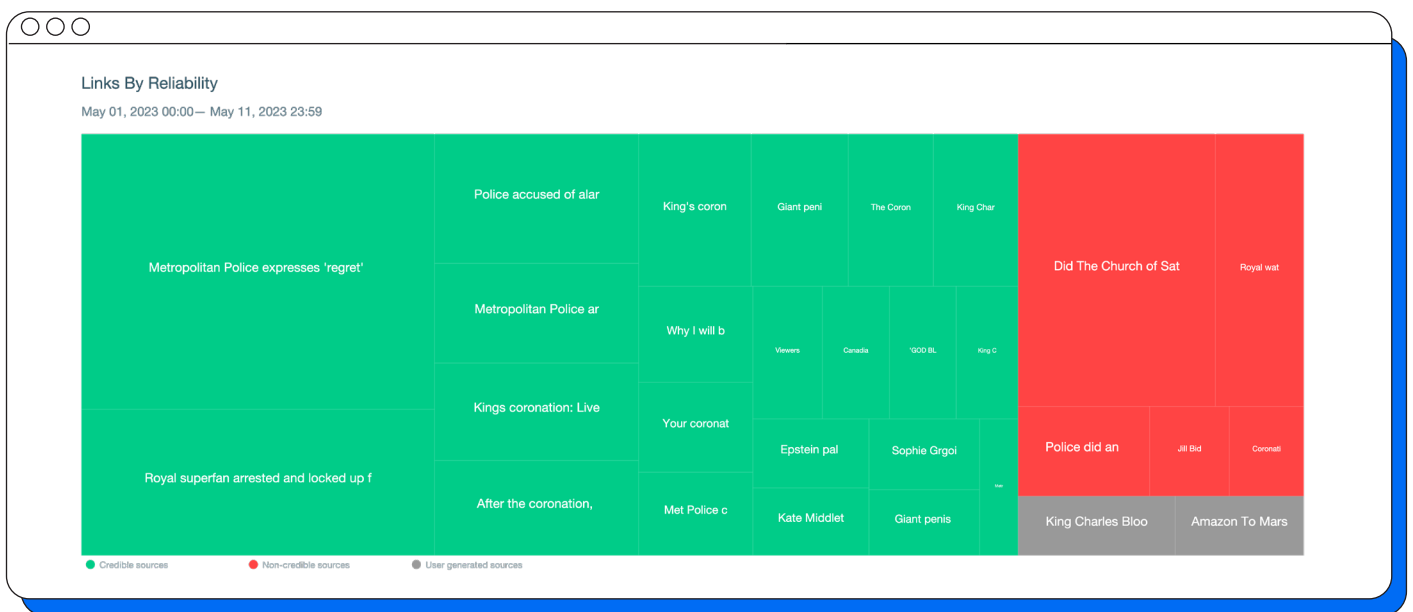 Links By Reliability
May 01, 2023 00:00— May 11, 2023 23:59
Metropolitan Police expresses 'regret'
Royal superfan arrested and locked up f
Police accused of alar
Metropolitan Police ar
Kings coronation: Live
After the coronation,
King's coron
Giant peni
The Coron
King Char
Why I will b
Your coronat
Met Police c
Viewers
Canadia
'GOD BL
King C
Epstein pal
Sophie Grgoi
Kate Middlet
Giant penis
Did The Church of Sat
Royal wat
Police did an
Jill Bid
Coronati
King Charles Bloo
Amazon To Mars
Credible sources
Non-credible sources
User generated sources